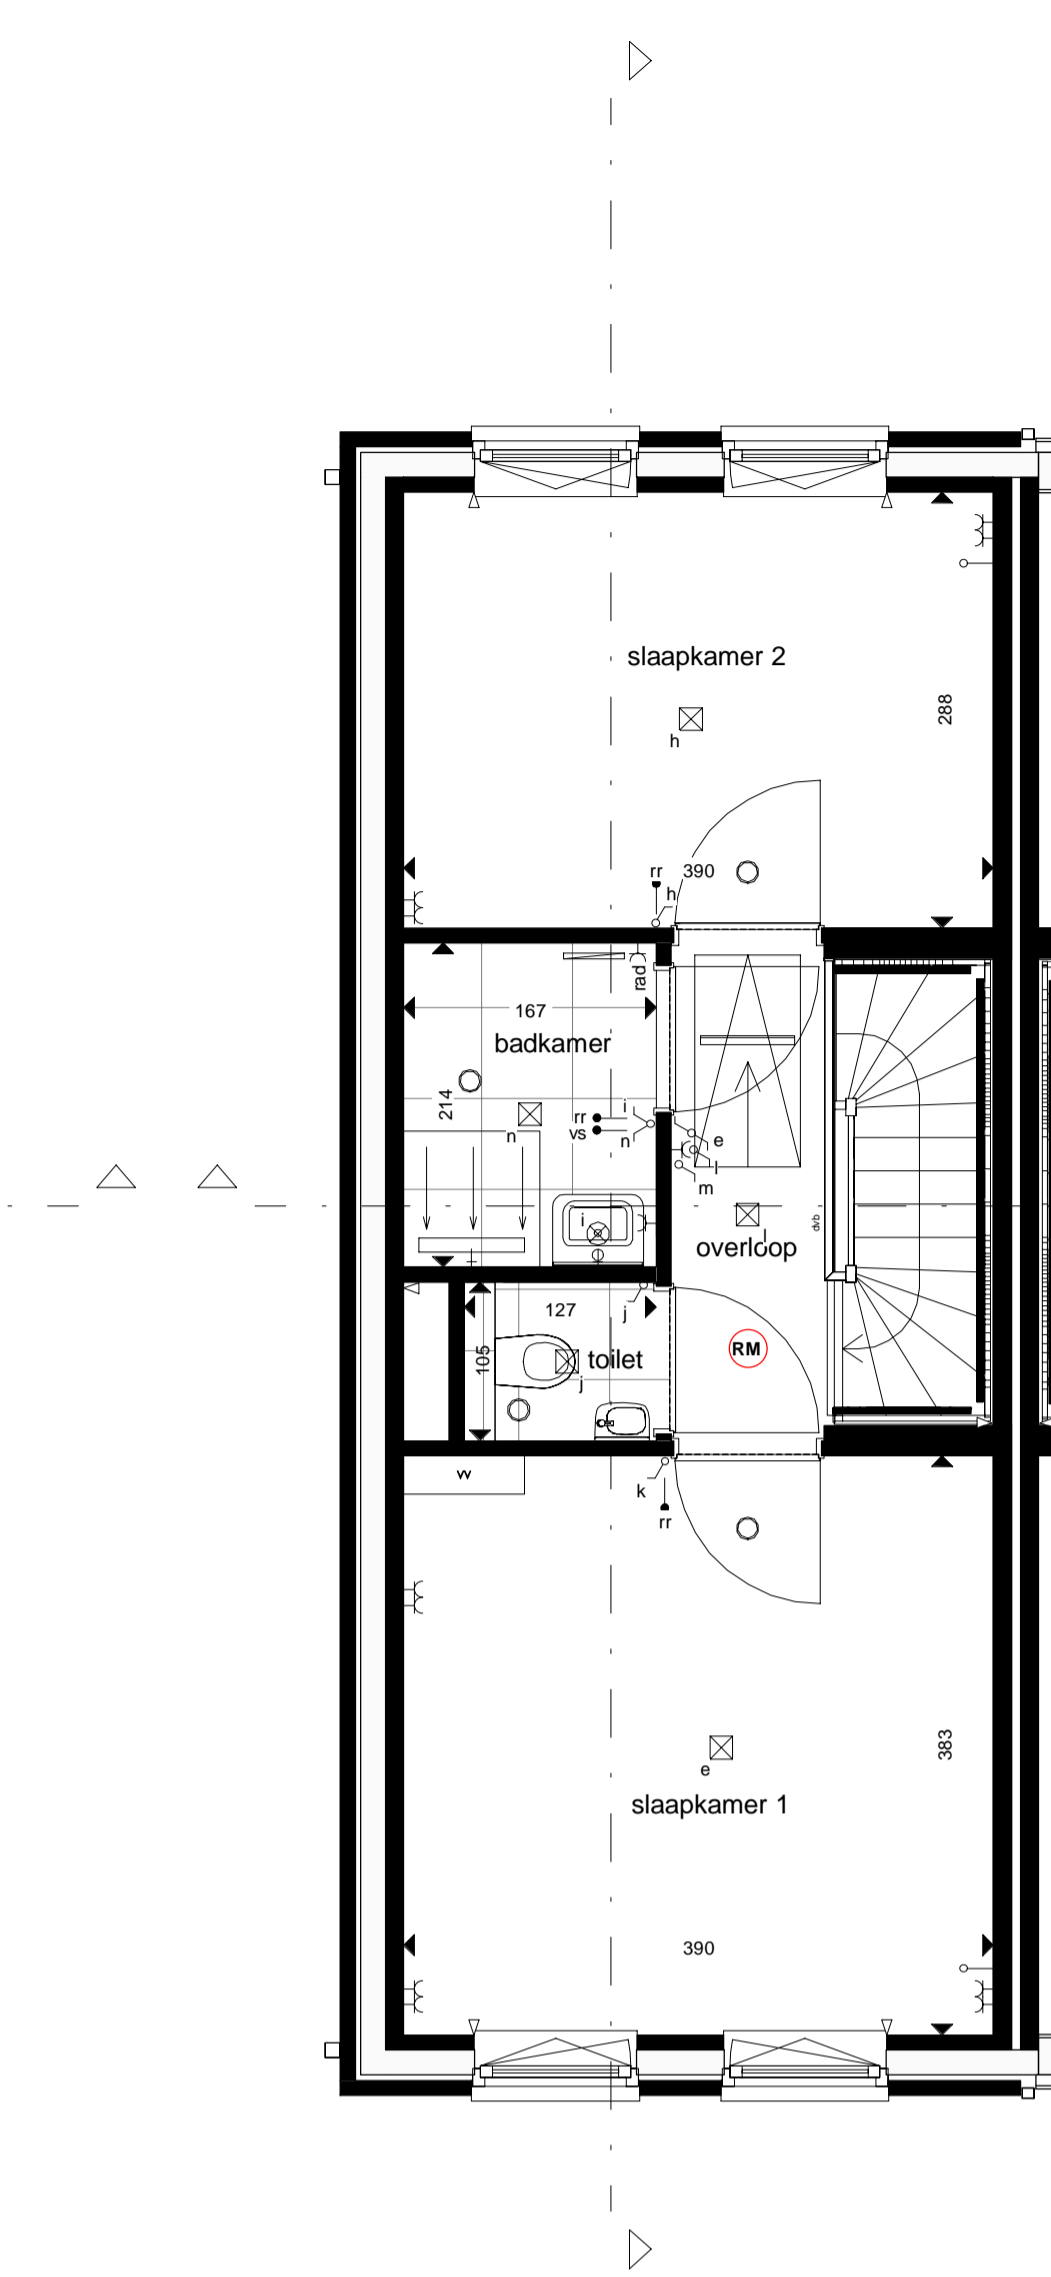 slaapkamer 2
288
h
rr
390
h
rad
167
badkamer
214
i
rr
vs
n
n
e
l
m
i
dvb
l
overloop
127
j
105
toilet
j
RM
w
k
rr
383
e
slaapkamer 1
390